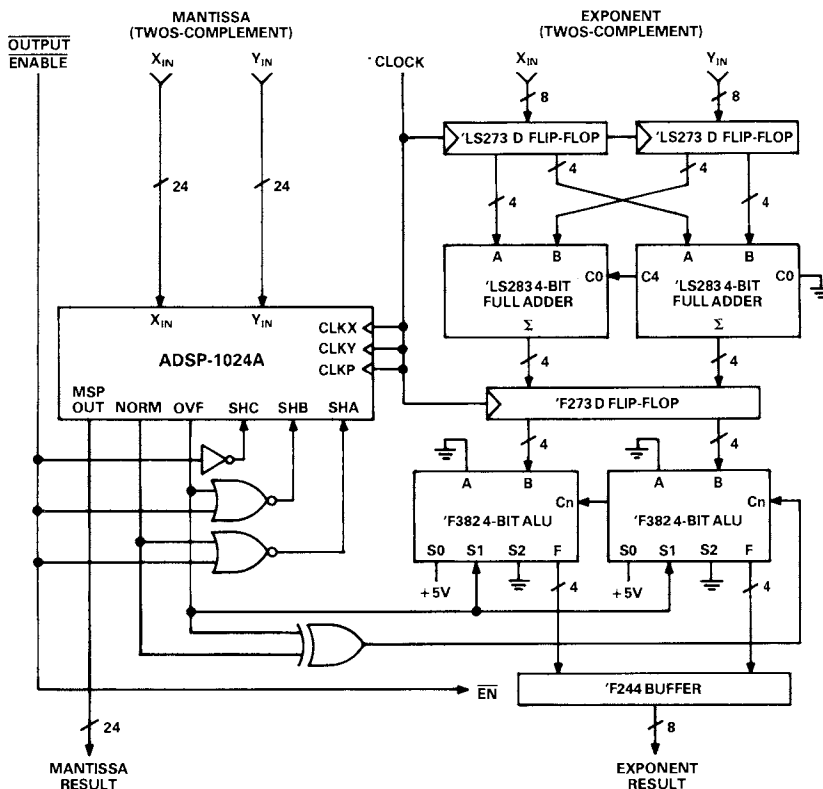 MANTISSA
(TWOS-COMPLEMENT)
EXPONENT
(TWOS-COMPLEMENT)
OUTPUT
ENABLE
XIN
YIN
CLOCK
XIN
YIN
8
8
'LS273 D FLIP-FLOP
'LS273 D FLIP-FLOP
24
24
4
4
4
4
A
B
A
B
'LS283 4-BIT
FULL ADDER
C0
C4
'LS283 4-BIT
FULL ADDER
C0
Σ
Σ
XIN
YIN
CLKX
CLKY
CLKP
ADSP-1024A
MSP
OUT
NORM
OVF
SHC
SHB
SHA
4
4
'F273 D FLIP-FLOP
4
4
A
B
A
B
Cn
Cn
'F382 4-BIT ALU
'F382 4-BIT ALU
S0
S1
S2
F
S0
S1
S2
F
+5V
4
+5V
4
EN
'F244 BUFFER
24
8
MANTISSA
RESULT
EXPONENT
RESULT